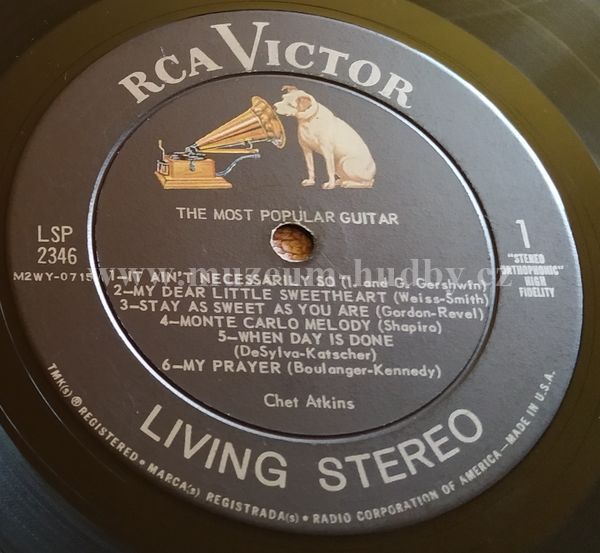 RCA VICTOR
THE MOST POPULAR GUITAR
LSP
2346
M2WY-0715
1
"STEREO
ORTHOPHONIC"
HIGH
FIDELITY
www.muzeum.hudby.cz
1-IT AIN'T NECESSARILY SO (I. and G. Gershwin)
2-MY DEAR LITTLE SWEETHEART (Weiss-Smith)
3-STAY AS SWEET AS YOU ARE (Gordon-Revel)
4-MONTE CARLO MELODY (Shapiro)
5-WHEN DAY IS DONE
(DeSylva-Katscher)
6-MY PRAYER (Boulanger-Kennedy)
Chet Atkins
LIVING STEREO
TMK(s) ® REGISTERED • MARCA(s) REGISTRADA(s) • RADIO CORPORATION OF AMERICA—MADE IN U.S.A.